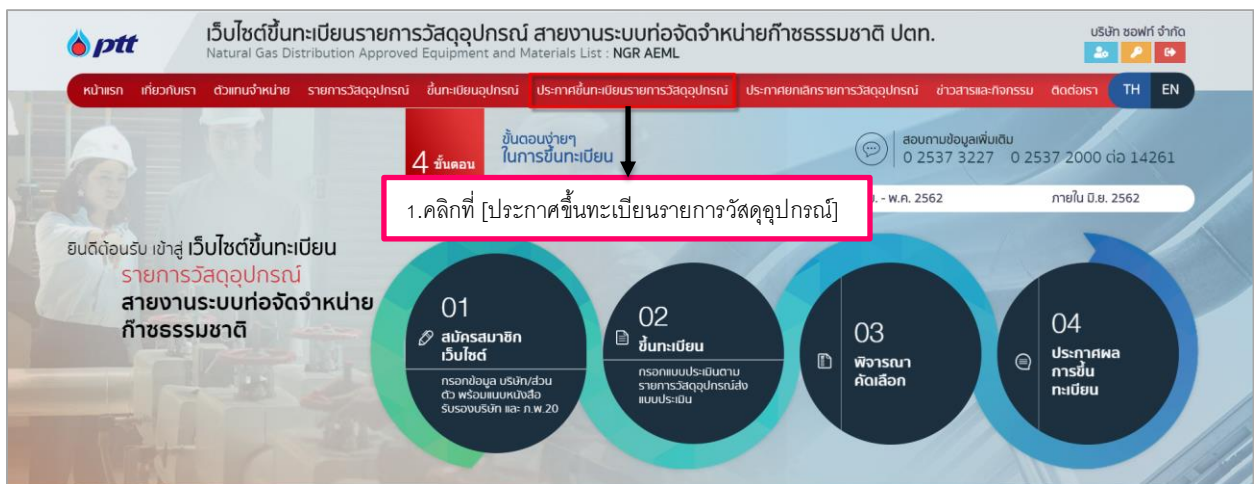 ptt
เว็บไซต์ขึ้นทะเบียนรายการวัสดุอุปกรณ์ สายงานระบบท่อจัดจำหน่ายก๊าซธรรมชาติ ปตท.
Natural Gas Distribution Approved Equipment and Materials List : NGR AEML
บริษัท ซอฟท์ จำกัด
หน้าแรก เกี่ยวกับเรา ตัวแทนจำหน่าย รายการวัสดุอุปกรณ์ ขึ้นทะเบียนอุปกรณ์ ประกาศขึ้นทะเบียนรายการวัสดุอุปกรณ์ ประกาศยกเลิกรายการวัสดุอุปกรณ์ ข่าวสารและกิจกรรม ติดต่อเรา TH EN
4 ขั้นตอน
ขั้นตอนง่ายๆ
ในการขึ้นทะเบียน
สอบถามข้อมูลเพิ่มเติม
0 2537 3227 0 2537 2000 ต่อ 14261
1.คลิกที่ [ประกาศขึ้นทะเบียนรายการวัสดุอุปกรณ์]
- พ.ค. 2562
ภายใน มิ.ย. 2562
ยินดีต้อนรับ เข้าสู่ เว็บไซต์ขึ้นทะเบียน
รายการวัสดุอุปกรณ์
สายงานระบบท่อจัดจำหน่าย
ก๊าซธรรมชาติ
01
สมัครสมาชิก
เว็บไซต์
กรอกข้อมูล บริษัท/ส่วน
ตัว พร้อมแนบหนังสือ
รับรองบริษัท และ ภ.พ.20
02
ขึ้นทะเบียน
กรอกแบบประเมินตาม
รายการวัสดุอุปกรณ์ส่ง
แบบประเมิน
03
พิจารณา
คัดเลือก
04
ประกาศผล
การขึ้น
ทะเบียน